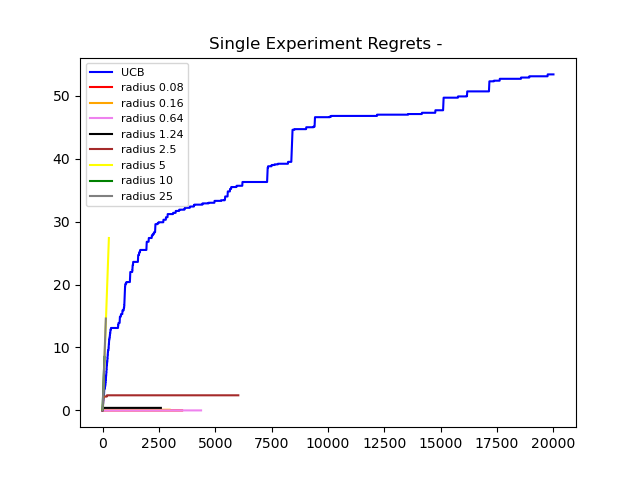 Single Experiment Regrets -
UCB
radius 0.08
radius 0.16
radius 0.64
radius 1.24
radius 2.5
radius 5
radius 10
radius 25
50
40
30
20
10
0
0 2500 5000 7500 10000 12500 15000 17500 20000